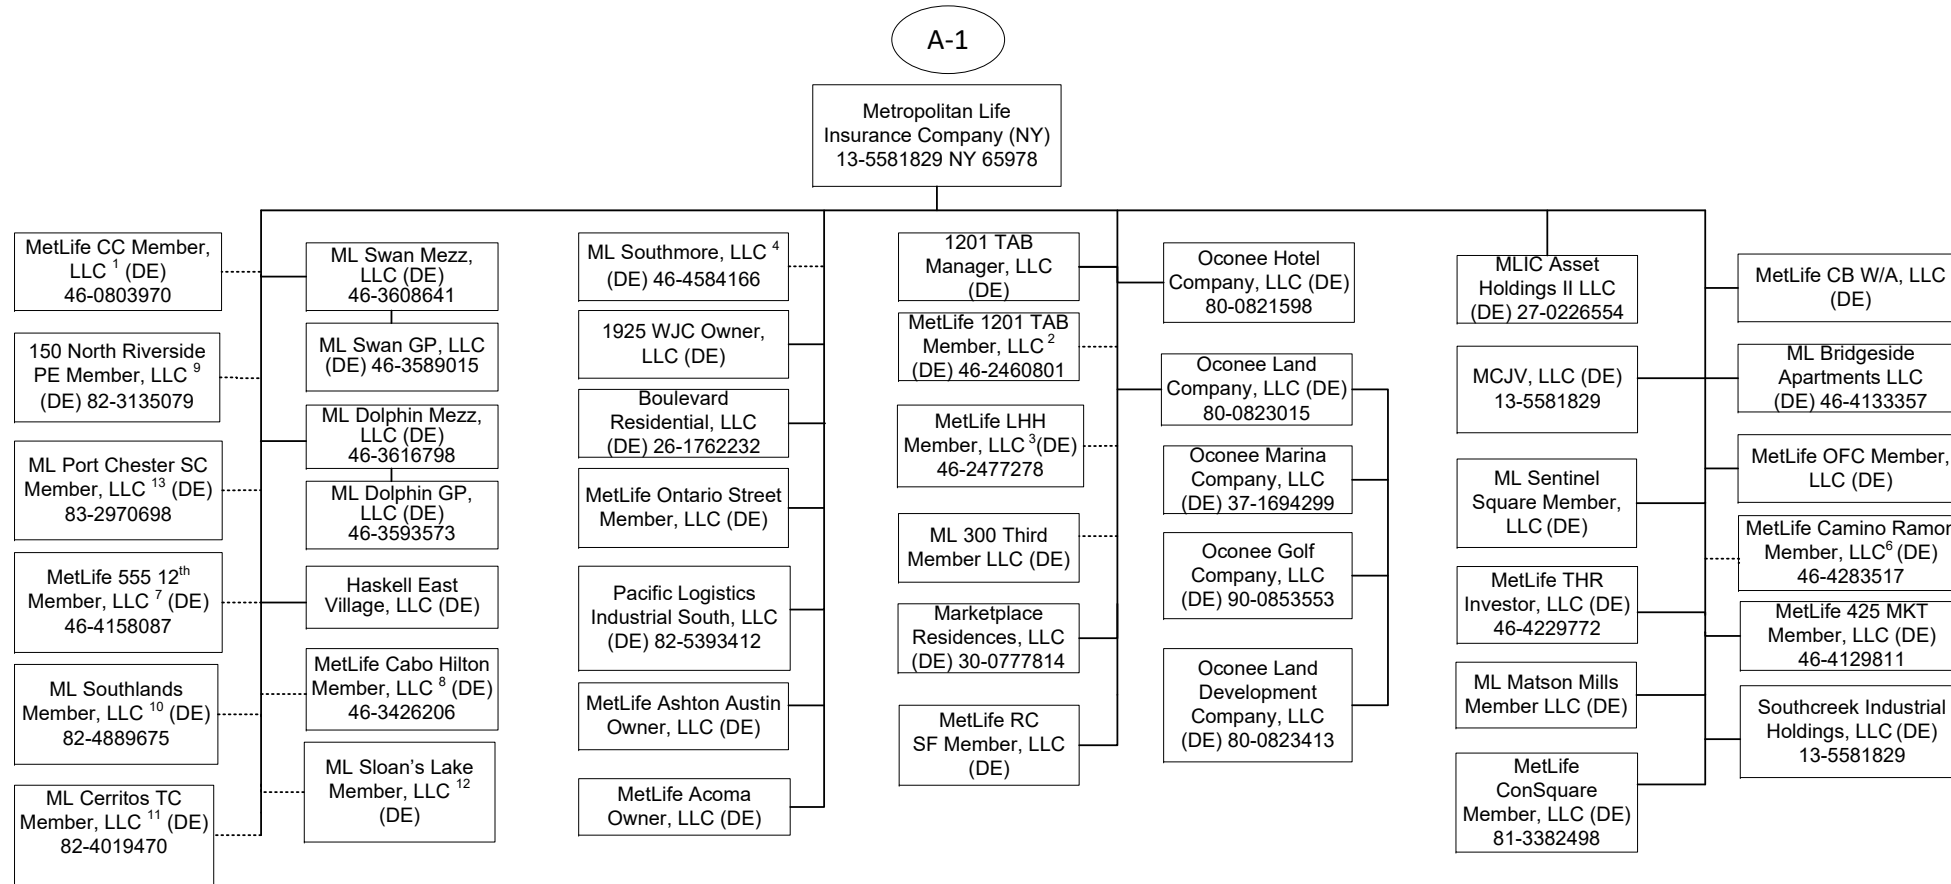 A-1
Metropolitan Life
Insurance Company (NY)
13-5581829 NY 65978
MetLife CC Member,
LLC 1 (DE)
46-0803970
150 North Riverside
PE Member, LLC 9
(DE) 82-3135079
ML Port Chester SC
Member, LLC 13 (DE)
83-2970698
MetLife 555 12th
Member, LLC 7 (DE)
46-4158087
ML Southlands
Member, LLC 10 (DE)
82-4889675
ML Cerritos TC
Member, LLC 11 (DE)
82-4019470
ML Swan Mezz,
LLC (DE)
46-3608641
ML Swan GP, LLC
(DE) 46-3589015
ML Dolphin Mezz,
LLC (DE)
46-3616798
ML Dolphin GP,
LLC (DE)
46-3593573
Haskell East
Village, LLC (DE)
MetLife Cabo Hilton
Member, LLC 8 (DE)
46-3426206
ML Sloan’s Lake
Member, LLC 12
(DE)
ML Southmore, LLC 4
(DE) 46-4584166
1925 WJC Owner,
LLC (DE)
Boulevard
Residential, LLC
(DE) 26-1762232
MetLife Ontario Street
Member, LLC (DE)
Pacific Logistics
Industrial South, LLC
(DE) 82-5393412
MetLife Ashton Austin
Owner, LLC (DE)
MetLife Acoma
Owner, LLC (DE)
1201 TAB
Manager, LLC
(DE)
MetLife 1201 TAB
Member, LLC 2
(DE) 46-2460801
MetLife LHH
Member, LLC 3(DE)
46-2477278
ML 300 Third
Member LLC (DE)
Marketplace
Residences, LLC
(DE) 30-0777814
MetLife RC
SF Member, LLC
(DE)
Oconee Hotel
Company, LLC (DE)
80-0821598
Oconee Land
Company, LLC (DE)
80-0823015
Oconee Marina
Company, LLC
(DE) 37-1694299
Oconee Golf
Company, LLC
(DE) 90-0853553
Oconee Land
Development
Company, LLC
(DE) 80-0823413
MLIC Asset
Holdings II LLC
(DE) 27-0226554
MCJV, LLC (DE)
13-5581829
ML Sentinel
Square Member,
LLC (DE)
MetLife THR
Investor, LLC (DE)
46-4229772
ML Matson Mills
Member LLC (DE)
MetLife
ConSquare
Member, LLC (DE)
81-3382498
MetLife CB W/A, LLC
(DE)
ML Bridgeside
Apartments LLC
(DE) 46-4133357
MetLife OFC Member,
LLC (DE)
MetLife Camino Ramon
Member, LLC6 (DE)
46-4283517
MetLife 425 MKT
Member, LLC (DE)
46-4129811
Southcreek Industrial
Holdings, LLC (DE)
13-5581829